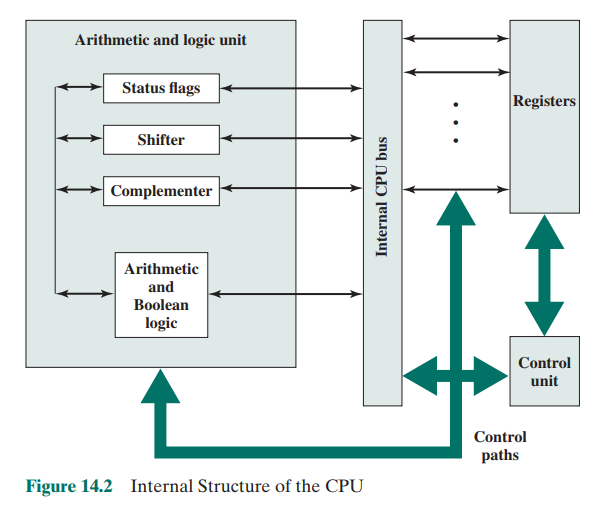 Arithmetic and logic unit
Status flags
Shifter
Complementer
Arithmetic
and
Boolean
logic
Internal CPU bus
Registers
Control
unit
Control
paths
Figure 14.2 Internal Structure of the CPU